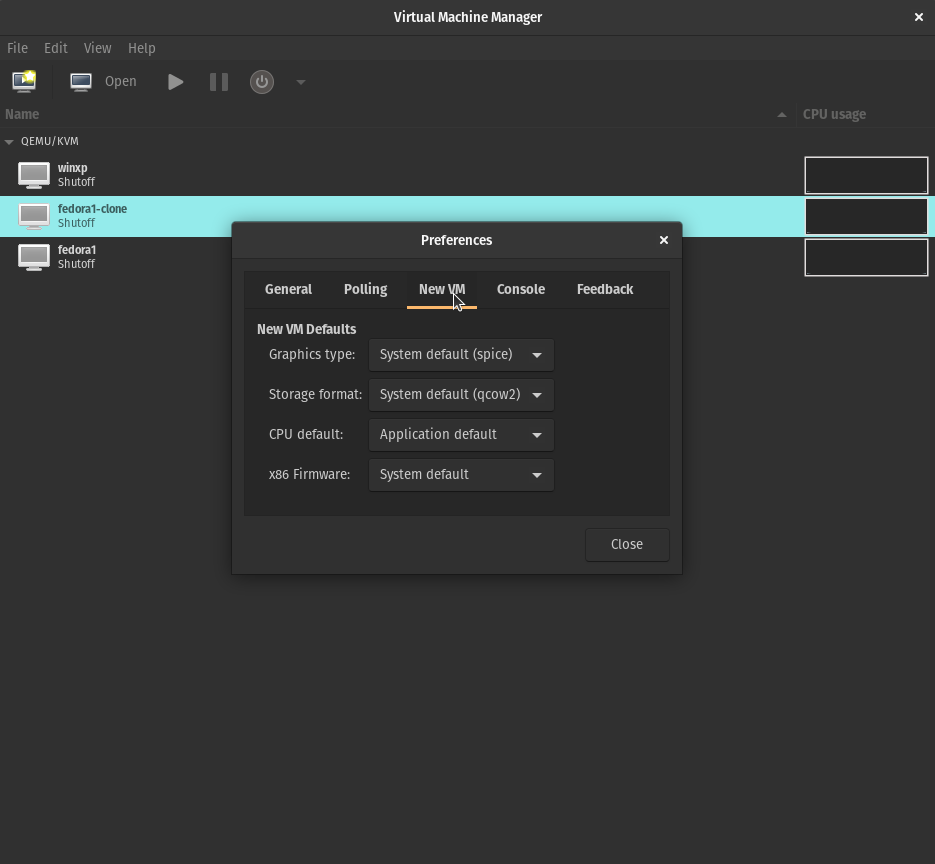 Virtual Machine Manager
File Edit View Help
Open
Name CPU usage
QEMU/KVM
winxp
Shutoff
fedora1-clone
Shutoff
fedora1
Shutoff
Preferences
General Polling New VM Console Feedback
New VM Defaults
Graphics type: System default (spice)
Storage format: System default (qcow2)
CPU default: Application default
x86 Firmware: System default
Close